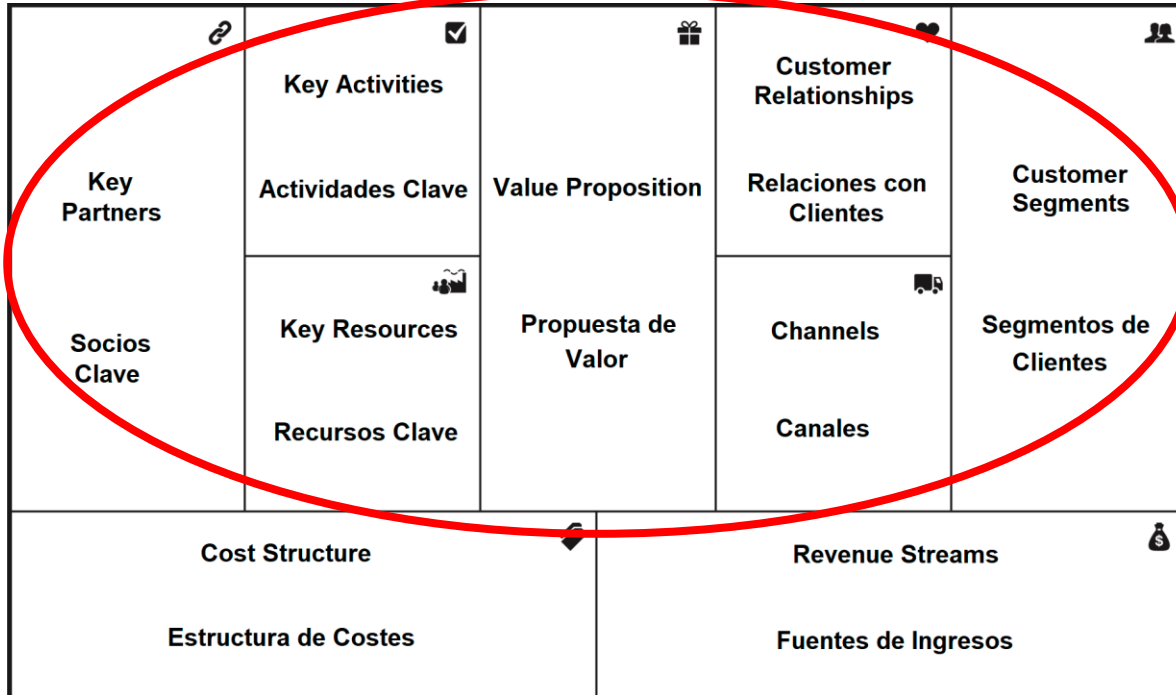 Key
Partners
Socios
Clave
Key Activities
Actividades Clave
Key Resources
Recursos Clave
Value Proposition
Propuesta de
Valor
Customer
Relationships
Relaciones con
Clientes
Channels
Canales
Customer
Segments
Segmentos de
Clientes
Cost Structure
Estructura de Costes
Revenue Streams
Fuentes de Ingresos
$